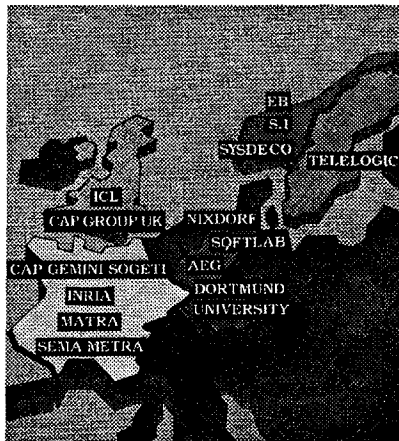 EB
S.I
SYSDECO
TELELOGIC
ICL
CAP GROUP UK
NIXDORF
SOFTLAB
CAP GEMINI SOGETI
AEG
INRIA
DORTMUND
UNIVERSITY
MATRA
SEMA METRA